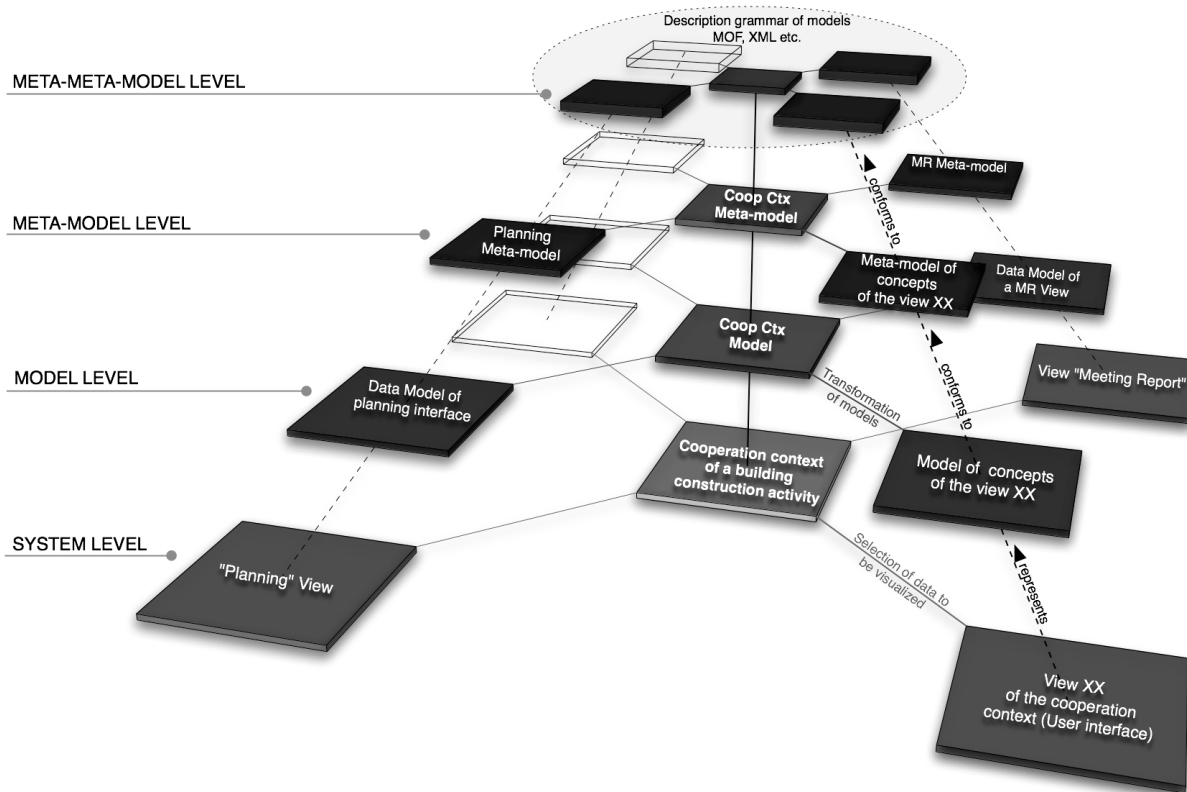 Description grammar of models
MOF, XML etc.
META-META-MODEL LEVEL
MR Meta-model
conforms to
Coop Ctx
Meta-model
META-MODEL LEVEL
Planning
Meta-model
Meta-model of
concepts
of the view XX
Data Model of
a MR View
Coop Ctx
Model
conforms to
MODEL LEVEL
Data Model of
planning interface
Transformation
of models
View "Meeting Report"
Cooperation context
of a building
construction activity
Model of  concepts
of the view XX
SYSTEM LEVEL
"Planning" View
Selection of data to
be visualized
represents
View XX
of the cooperation
context (User interface)